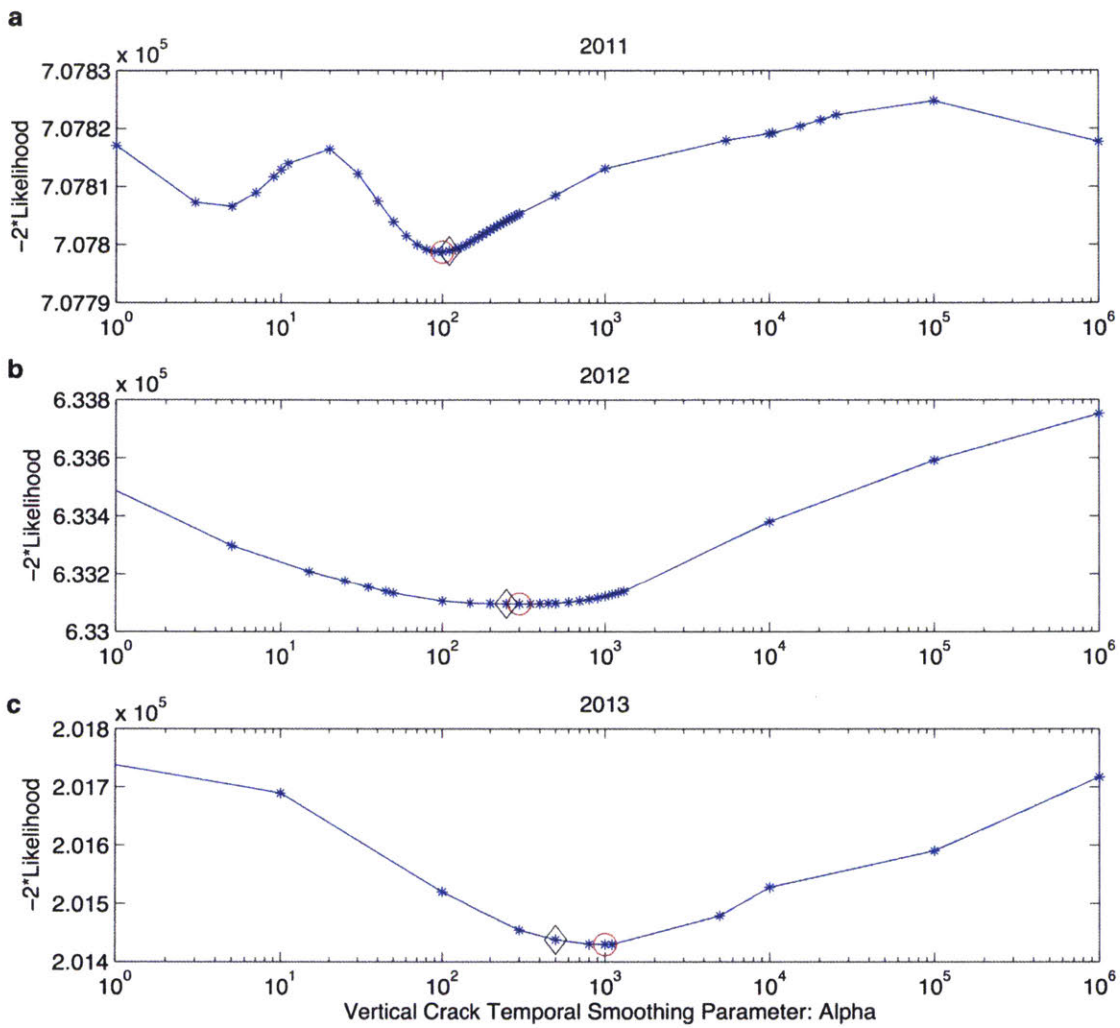 a
x 10^5
2011
7.0783
7.0782
7.0781
7.078
7.0779
-2*Likelihood
10^0 10^1 10^2 10^3 10^4 10^5 10^6
b
x 10^5
2012
6.338
6.336
6.334
6.332
6.33
-2*Likelihood
10^0 10^1 10^2 10^3 10^4 10^5 10^6
c
x 10^5
2013
2.018
2.017
2.016
2.015
2.014
-2*Likelihood
10^0 10^1 10^2 10^3 10^4 10^5 10^6
Vertical Crack Temporal Smoothing Parameter: Alpha